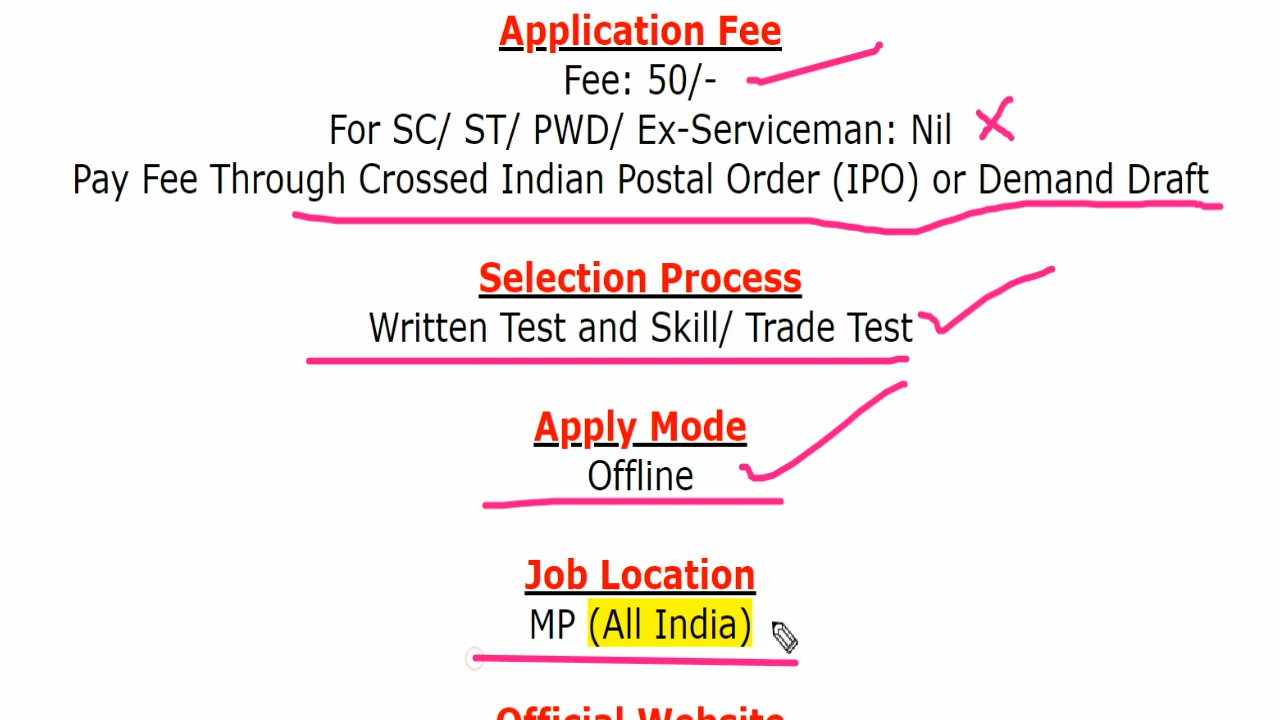 Application Fee
Fee: 50/-
For SC/ ST/ PWD/ Ex-Serviceman: Nil
Pay Fee Through Crossed Indian Postal Order (IPO) or Demand Draft
Selection Process
Written Test and Skill/ Trade Test
Apply Mode
Offline
Job Location
MP (All India)
Official Website